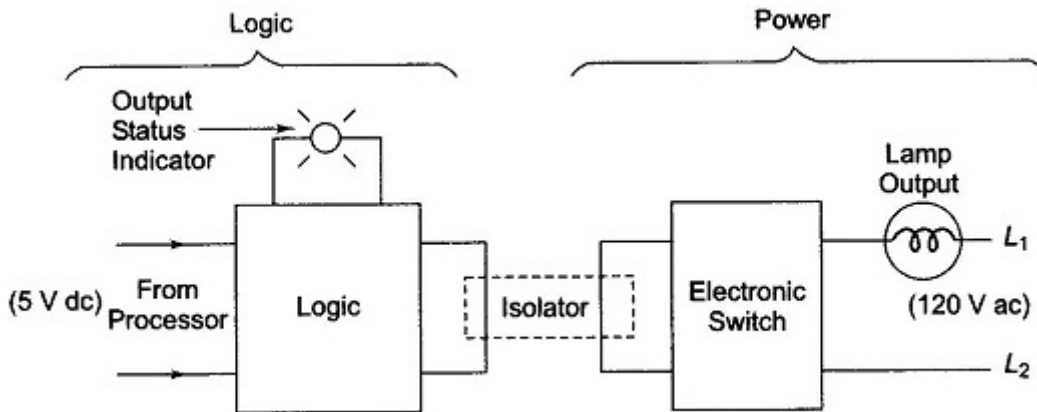 Logic
Power
Output
Status
Indicator
Lamp
Output
L1
(5 V dc)
From
Processor
Logic
Isolator
Electronic
Switch
(120 V ac)
L2